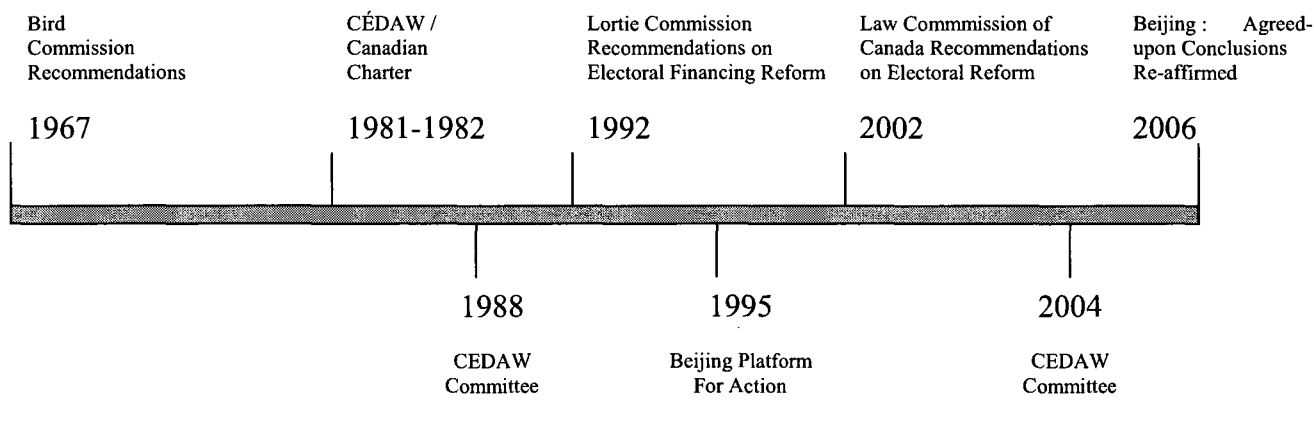 Bird
Commission
Recommendations
1967
CÉDAW /
Canadian
Charter
1981-1982
Lortie Commission
Recommendations on
Electoral Financing Reform
1992
Law Commmission of
Canada Recommendations
on Electoral Reform
2002
Beijing : Agreed-
upon Conclusions
Re-affirmed
2006
1988
CEDAW
Committee
1995
Beijing Platform
For Action
2004
CEDAW
Committee